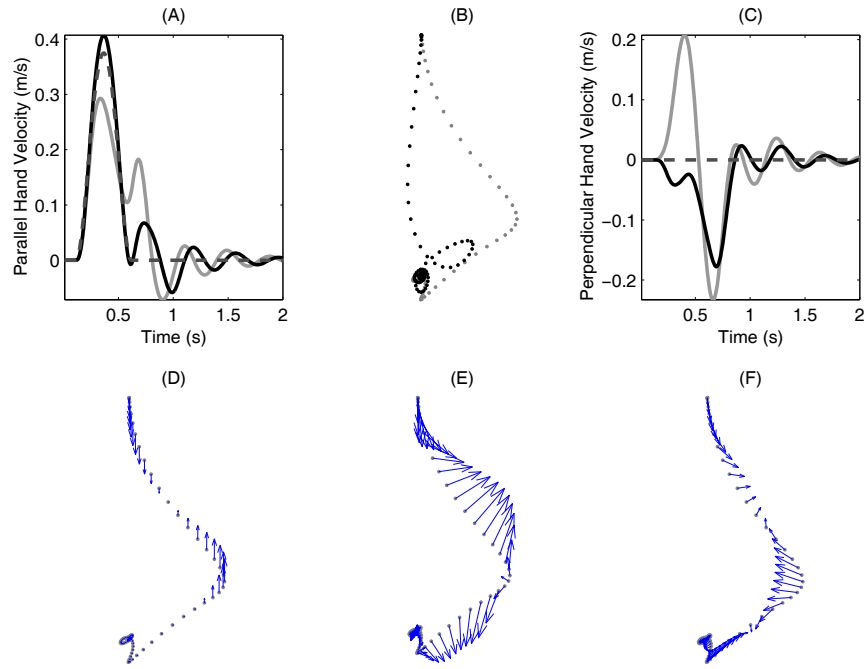 (A)
Parallel Hand Velocity (m/s)
0.4
0.3
0.2
0.1
0
0.5
1
1.5
2
Time (s)
(B)
(C)
Perpendicular Hand Velocity (m/s)
0.2
0.1
0
−0.1
−0.2
0.5
1
1.5
2
Time (s)
(D)
(E)
(F)